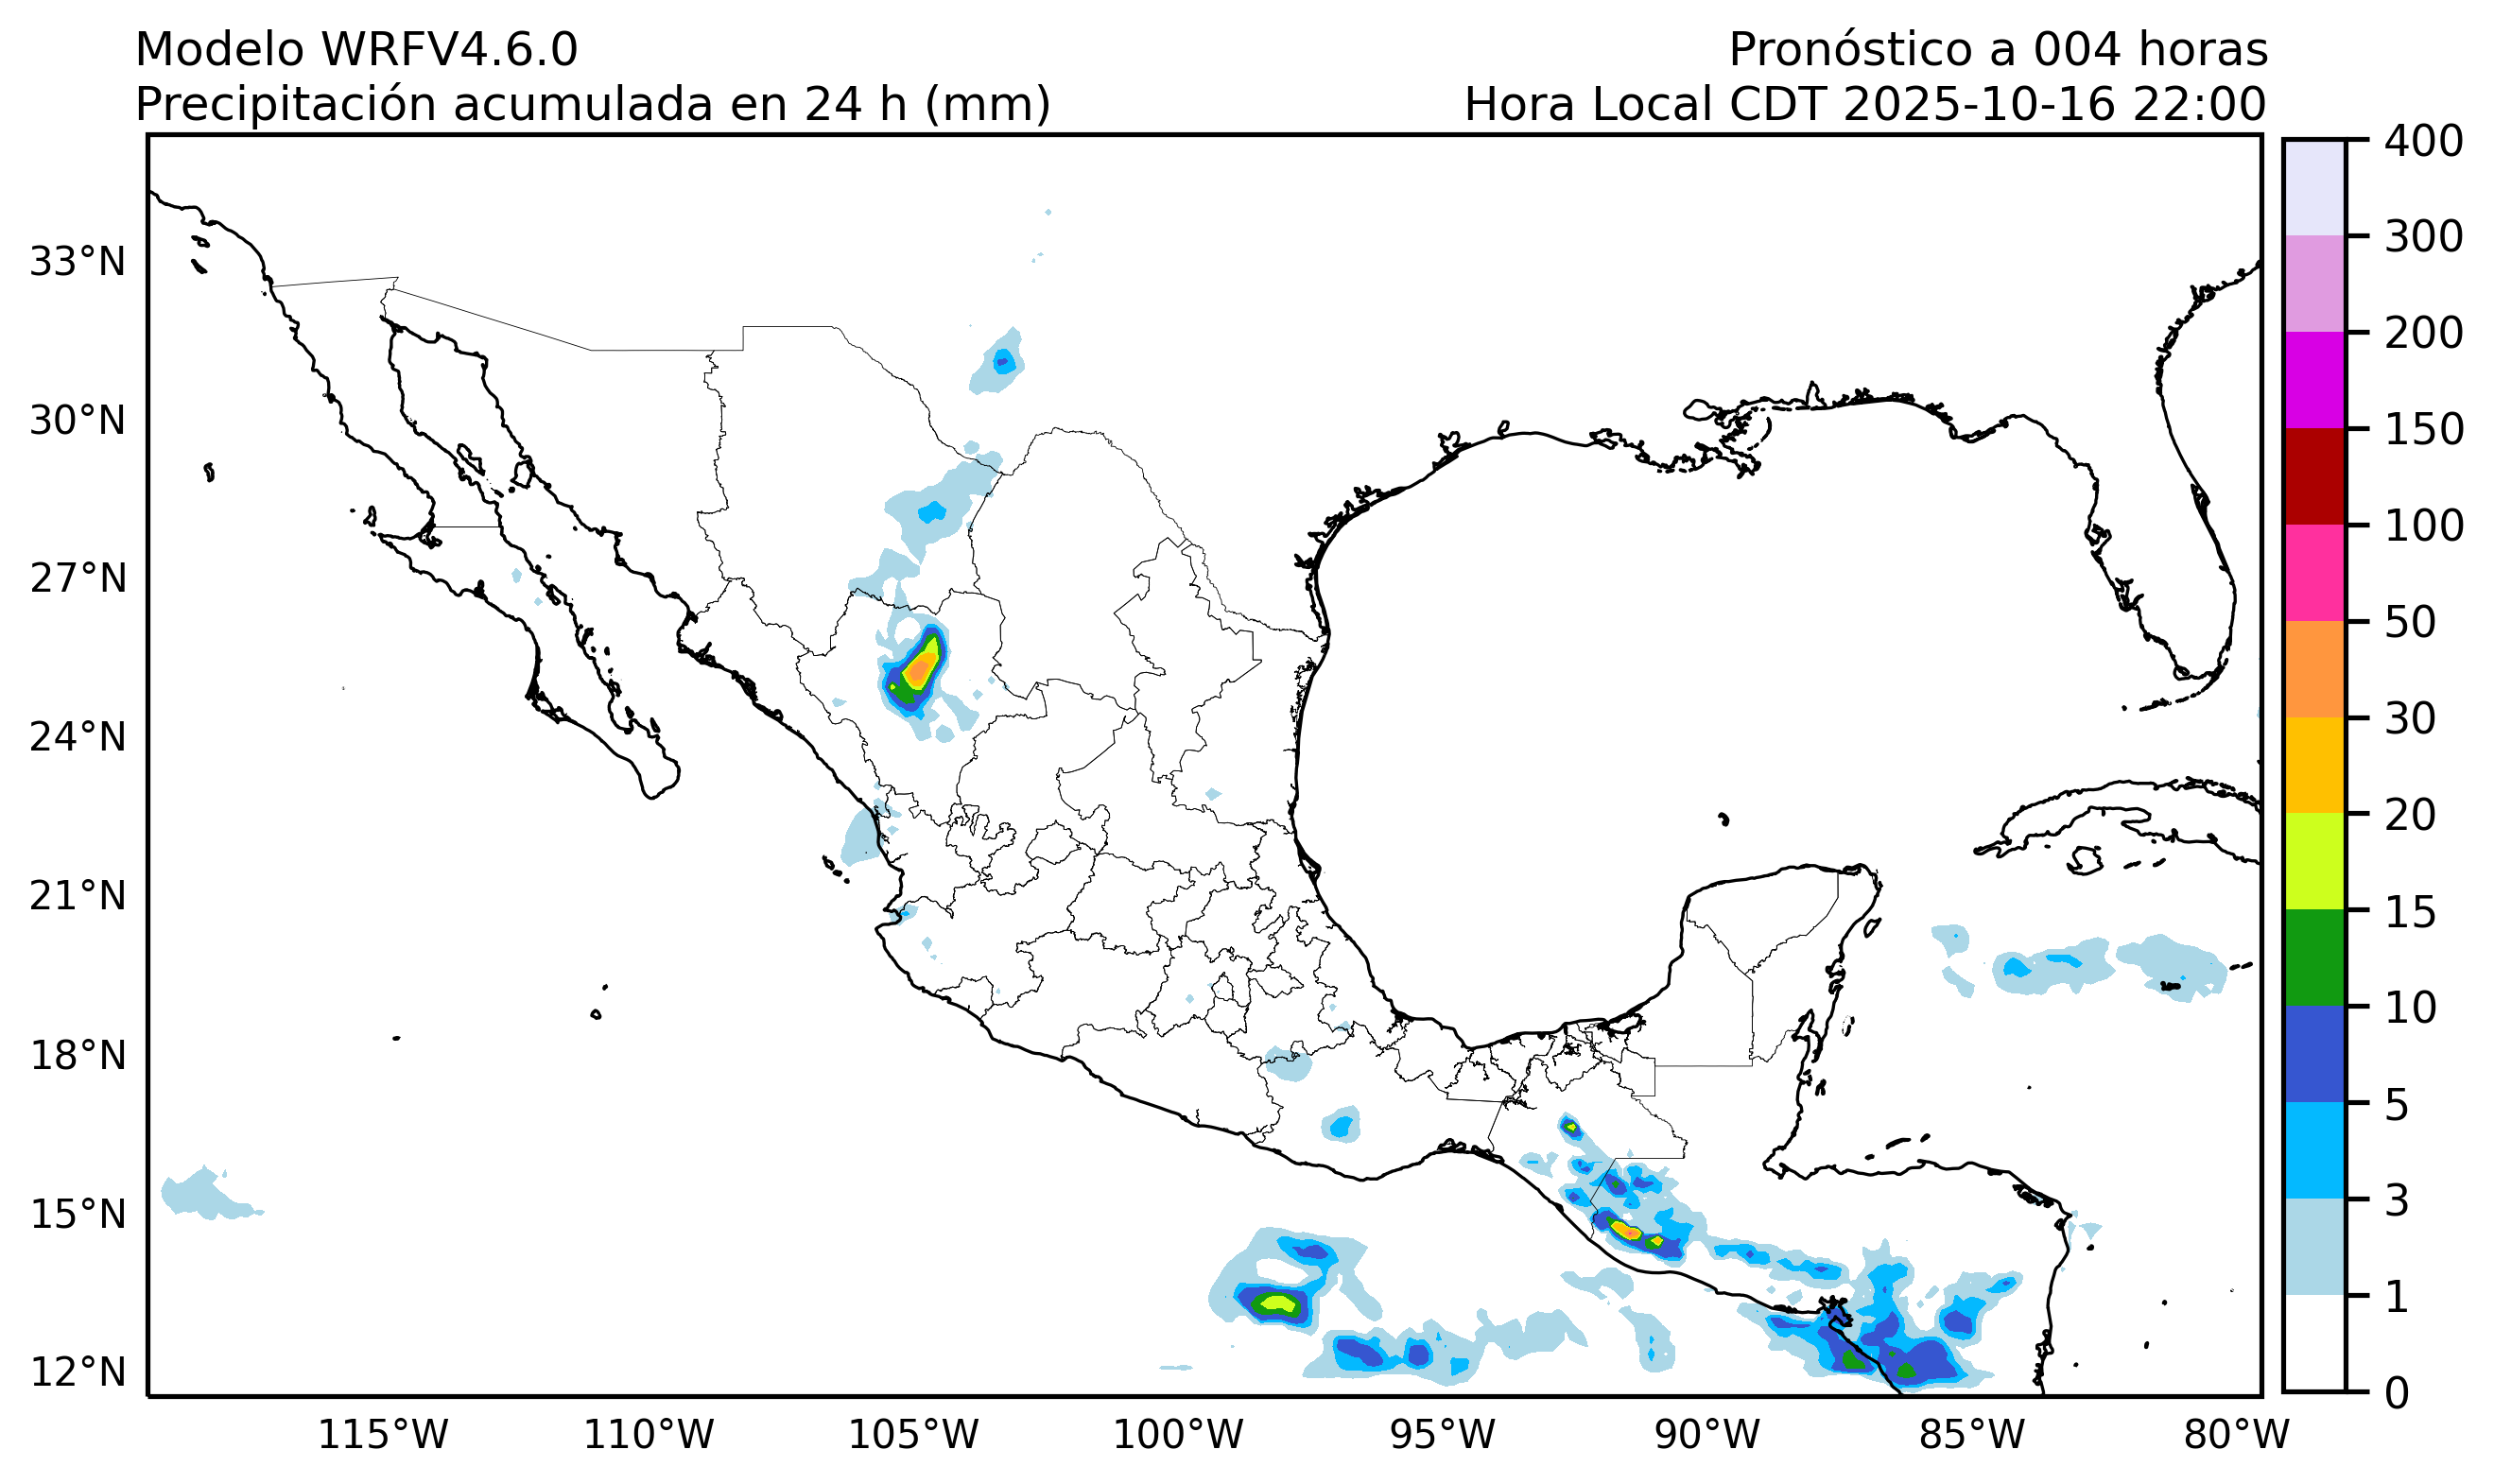 Modelo WRFV4.6.0
Pronóstico a 004 horas
Precipitación acumulada en 24 h (mm)
Hora Local CDT 2025-10-16 22:00
33°N
30°N
27°N
24°N
21°N
18°N
15°N
12°N
115°W
110°W
105°W
100°W
95°W
90°W
85°W
80°W
400
300
200
150
100
50
30
20
15
10
5
3
1
0